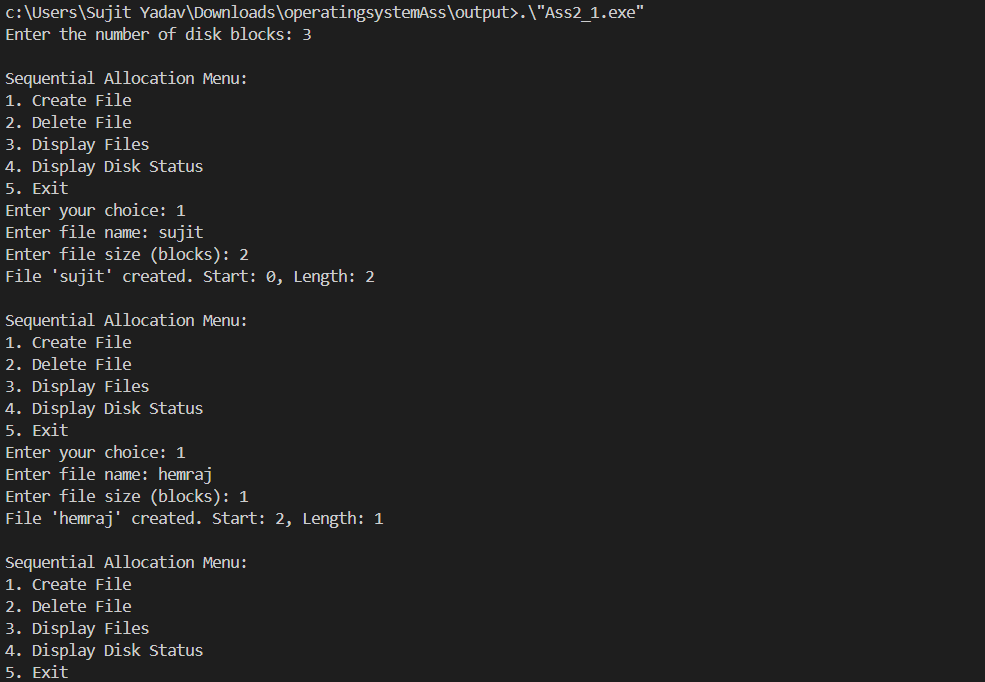 c:\Users\Sujit Yadav\Downloads\operatingsystemAss\output>.\"Ass2_1.exe"
Enter the number of disk blocks: 3

Sequential Allocation Menu:
1. Create File
2. Delete File
3. Display Files
4. Display Disk Status
5. Exit
Enter your choice: 1
Enter file name: sujit
Enter file size (blocks): 2
File 'sujit' created. Start: 0, Length: 2

Sequential Allocation Menu:
1. Create File
2. Delete File
3. Display Files
4. Display Disk Status
5. Exit
Enter your choice: 1
Enter file name: hemraj
Enter file size (blocks): 1
File 'hemraj' created. Start: 2, Length: 1

Sequential Allocation Menu:
1. Create File
2. Delete File
3. Display Files
4. Display Disk Status
5. Exit